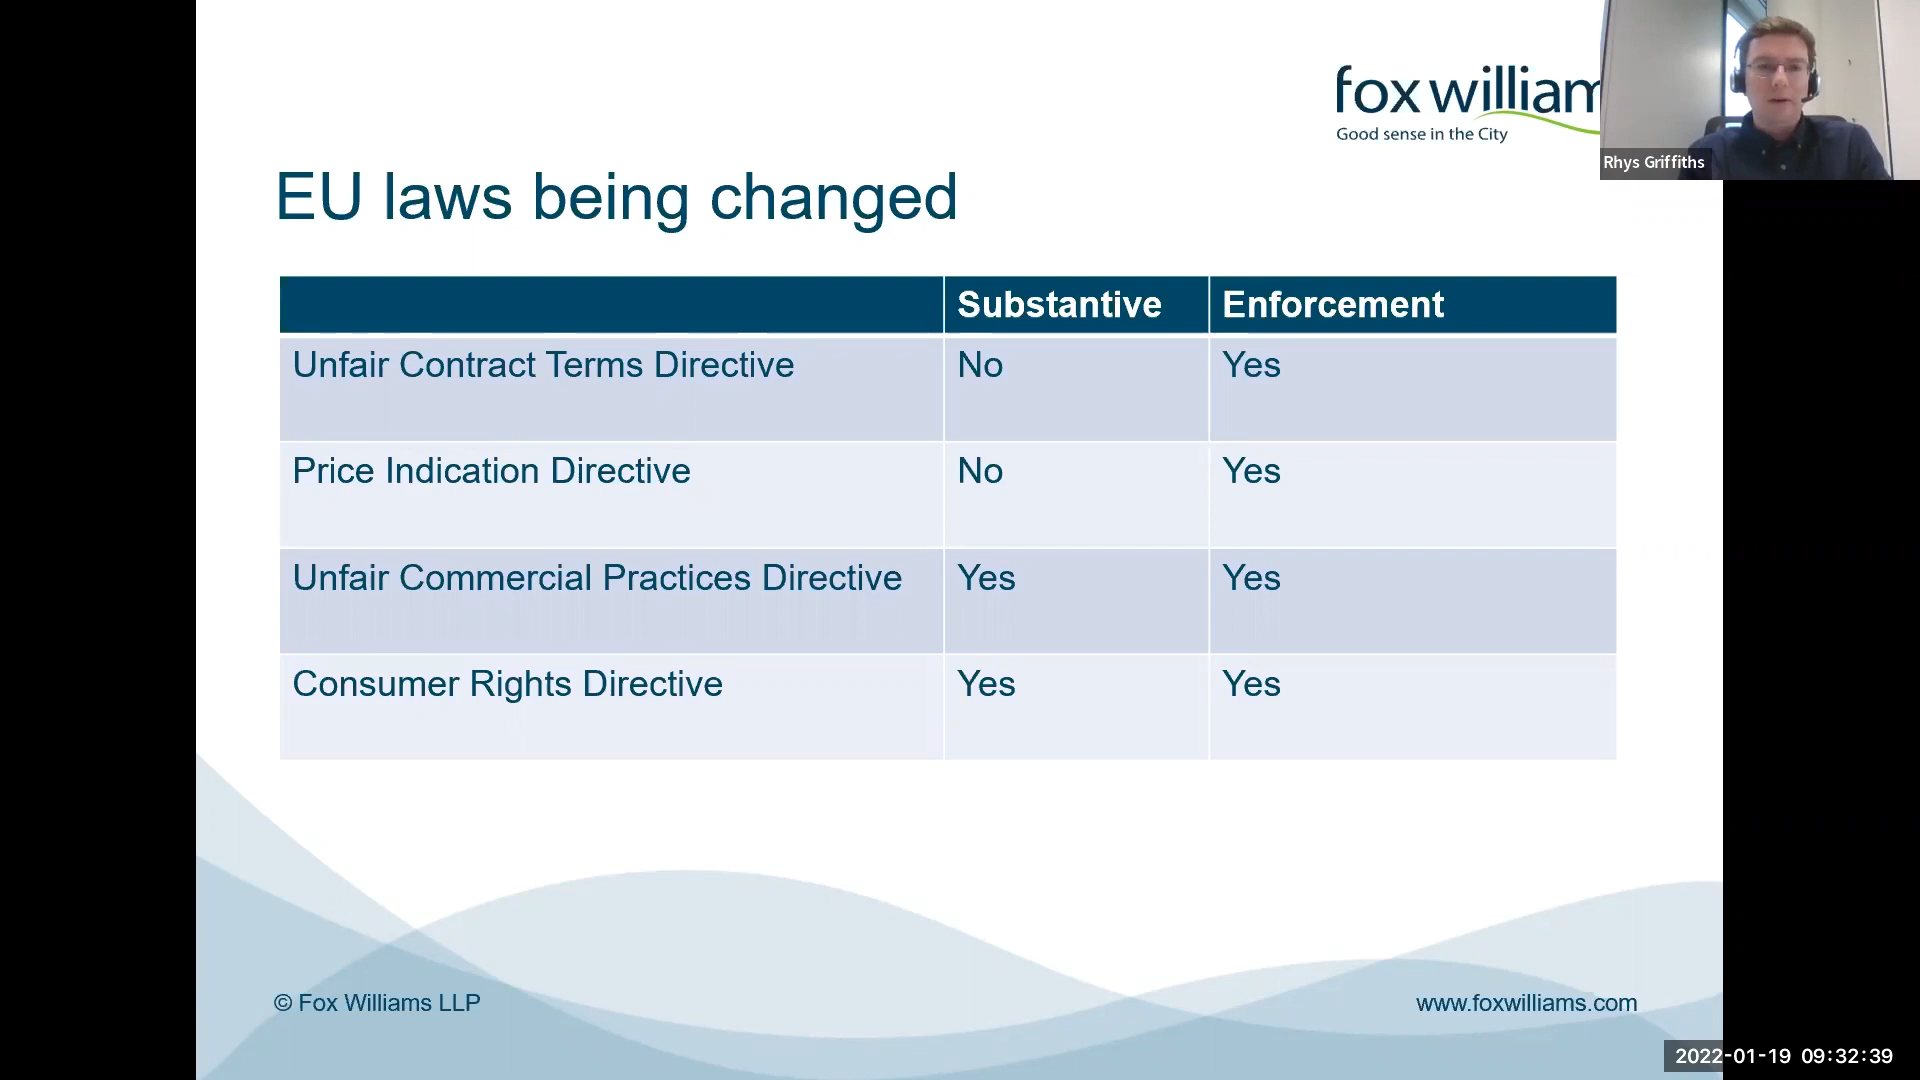 fox william
Good sense in the City
Rhys Griffiths
EU laws being changed
Substantive Enforcement
Unfair Contract Terms Directive No Yes
Price Indication Directive No Yes
Unfair Commercial Practices Directive Yes Yes
Consumer Rights Directive Yes Yes
© Fox Williams LLP
www.foxwilliams.com
2022-01-19 09:32:39